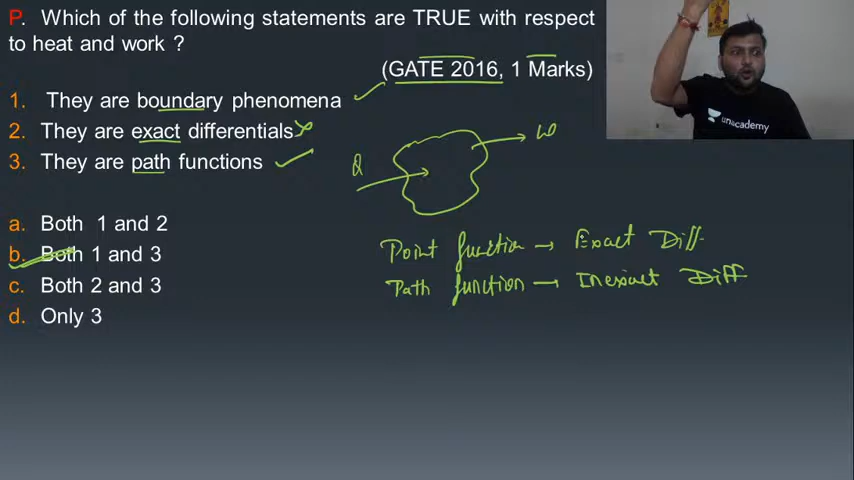 P. Which of the following statements are TRUE with respect
to heat and work ?
(GATE 2016, 1 Marks)
1. They are boundary phenomena
2. They are exact differentials
3. They are path functions
a. Both 1 and 2
b. Both 1 and 3
c. Both 2 and 3
d. Only 3
Q
W
Point function → Exact Diff
Path function → Inexact Diff
unacademy